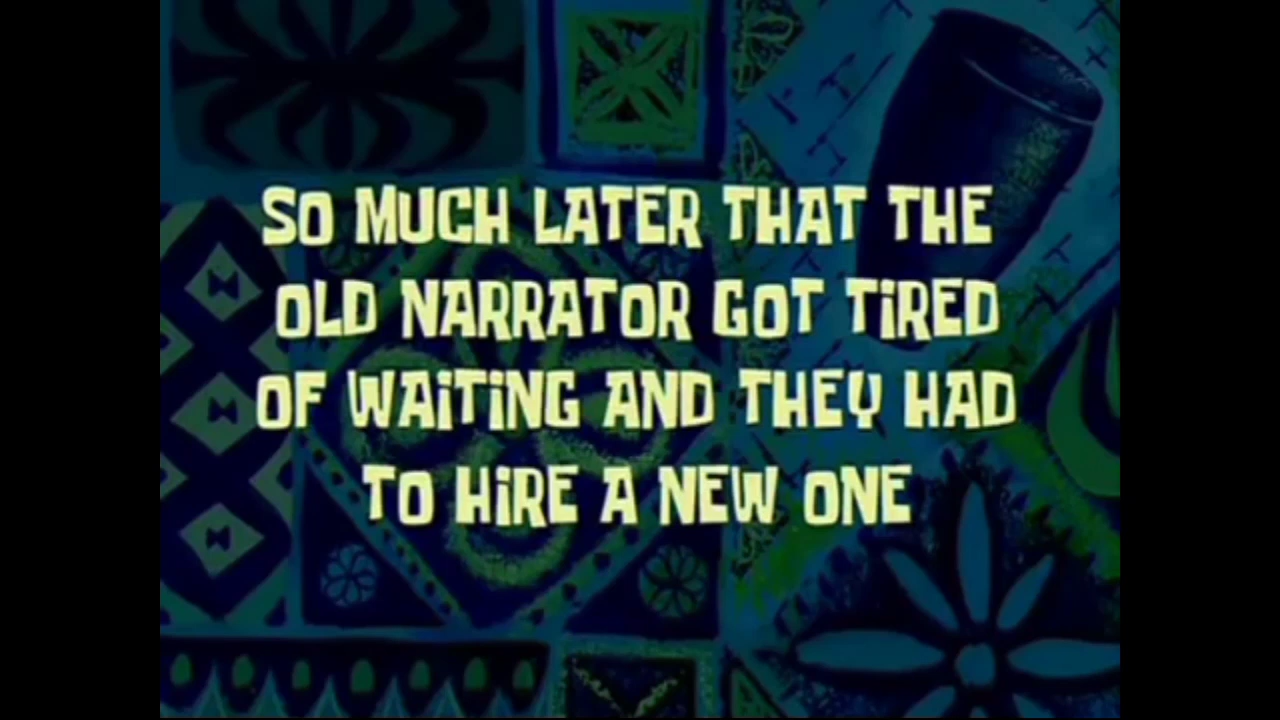 SO MUCH LATER THAT THE
OLD NARRATOR GOT TiRED
OF WAiTiNG AND THEY HAD
TO HiRE A NEW ONE